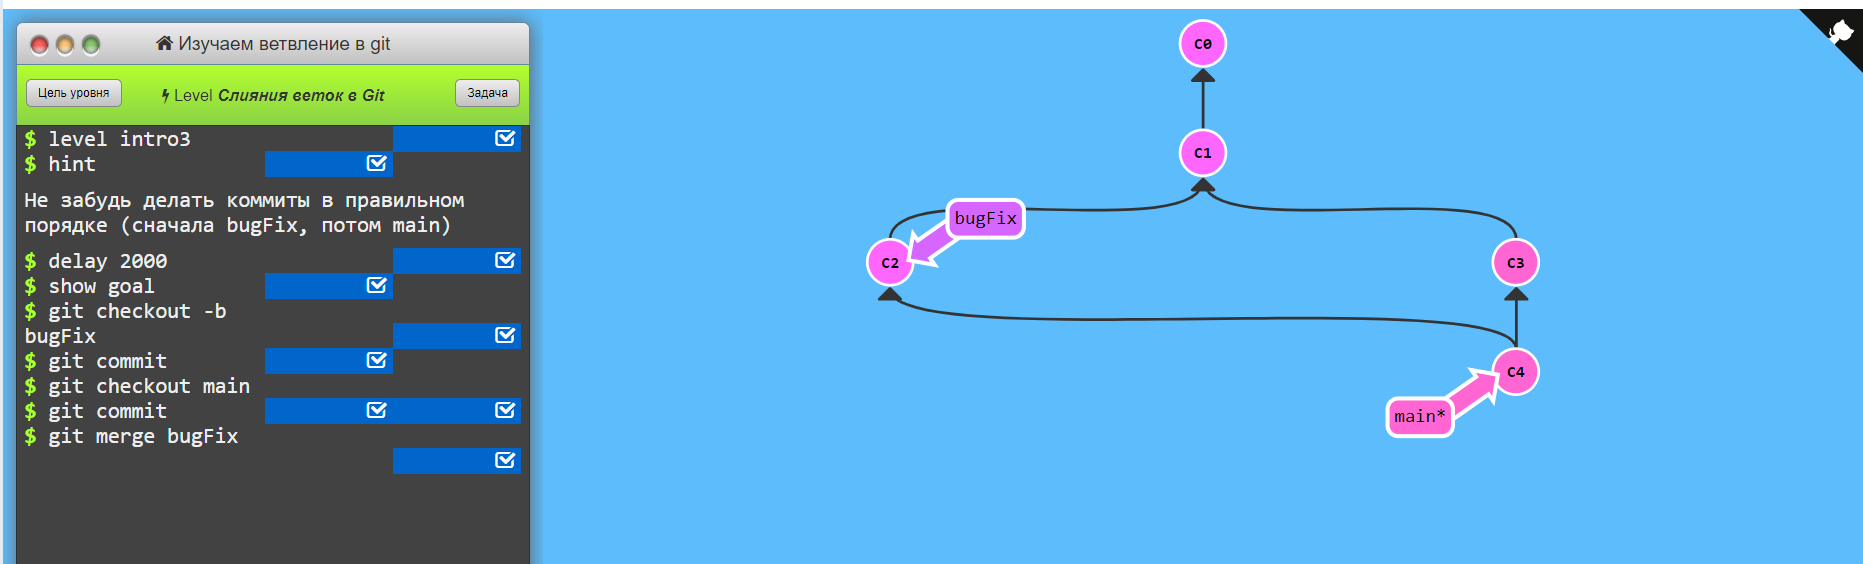 Изучаем ветвление в git
Цель уровня
Level Слияния веток в Git
Задача
$ level intro3
$ hint
Не забудь делать коммиты в правильном
порядке (сначала bugFix, потом main)
$ delay 2000
$ show goal
$ git checkout -b
bugFix
$ git commit
$ git checkout main
$ git commit
$ git merge bugFix
C0
C1
bugFix
C2
C3
C4
main*